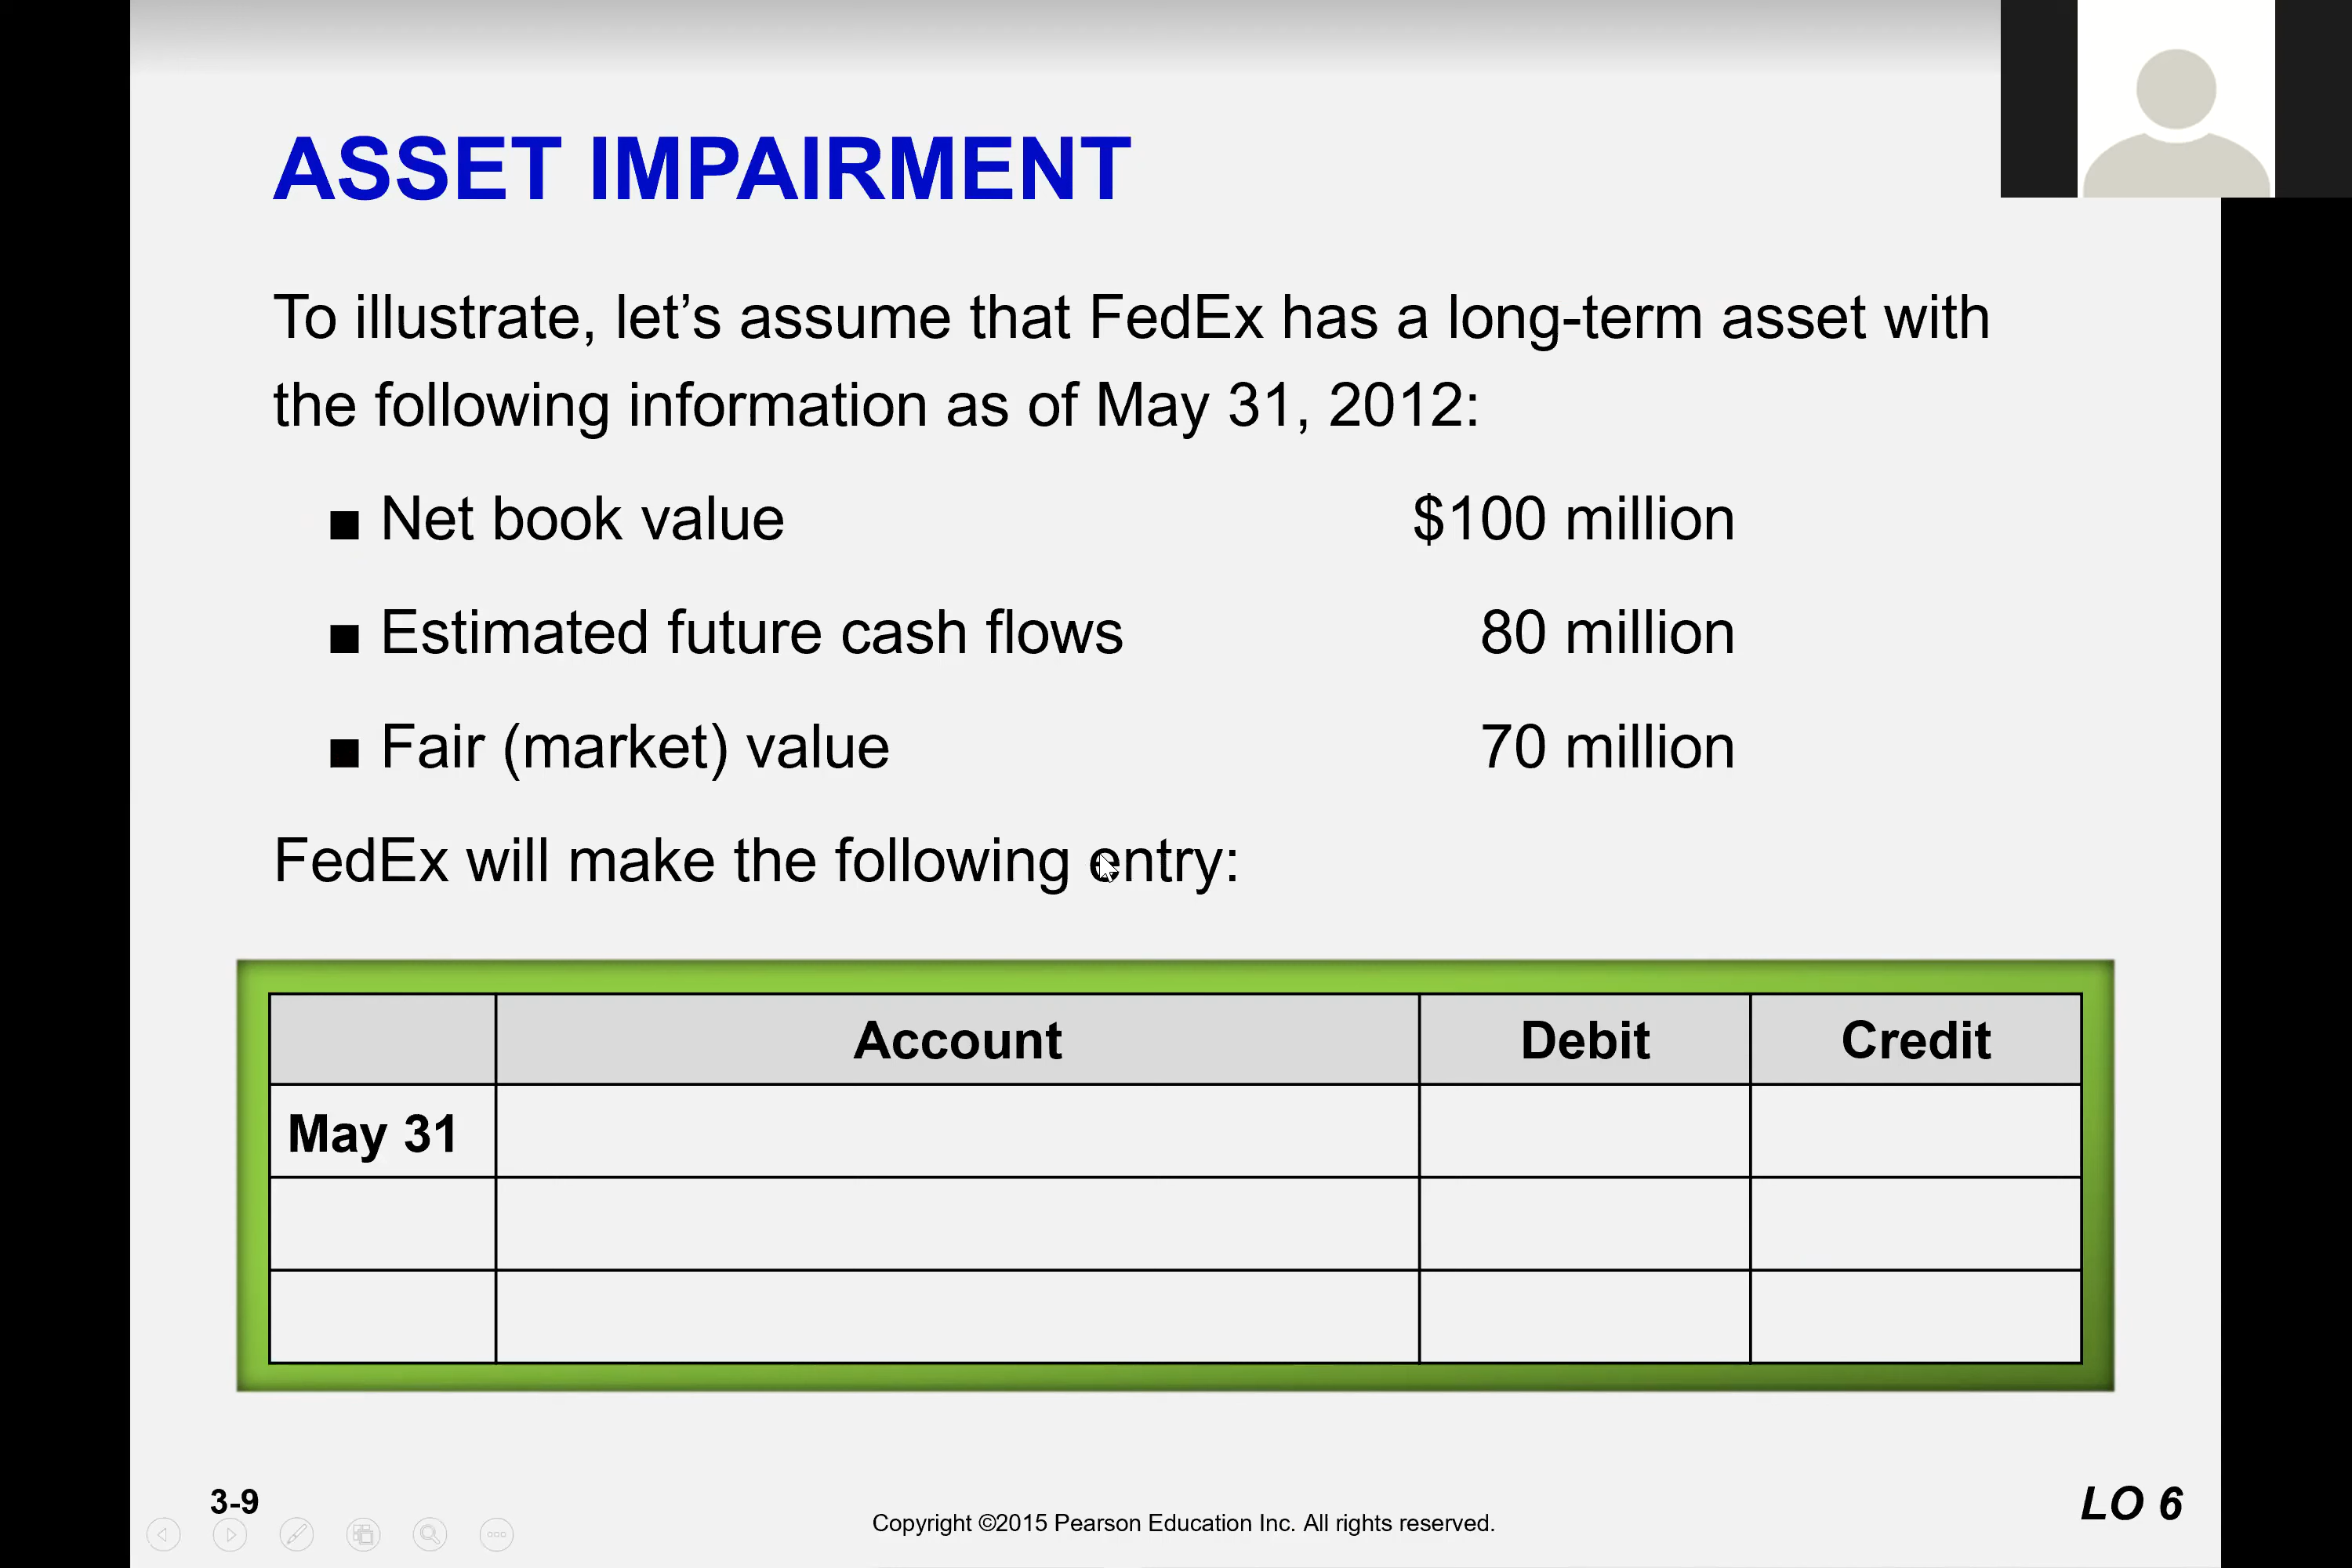 ASSET IMPAIRMENT
To illustrate, let’s assume that FedEx has a long-term asset with
the following information as of May 31, 2012:
■ Net book value $100 million
■ Estimated future cash flows 80 million
■ Fair (market) value 70 million
FedEx will make the following entry:
Account Debit Credit
May 31
3-9
Copyright ©2015 Pearson Education Inc. All rights reserved.
LO 6